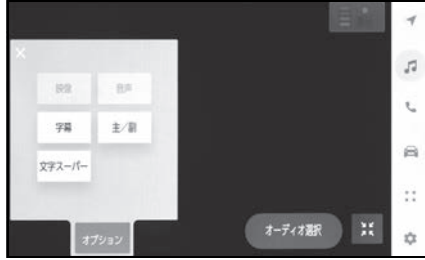 映像
音声
字幕
主／副
文字スーパー
オプション
オーディオ選択